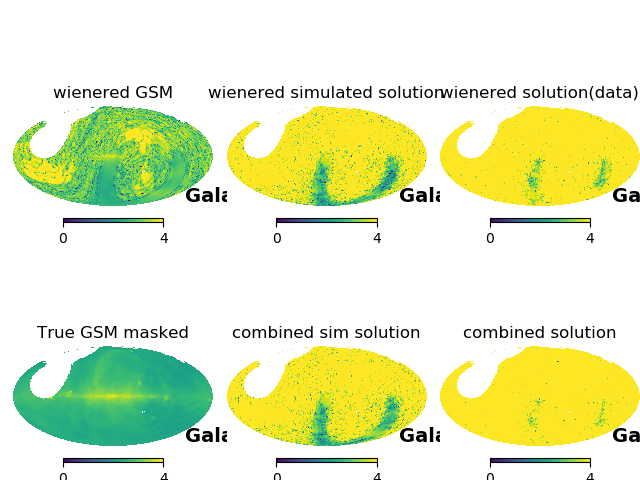 wienered GSM
wienered simulated solution
wienered solution(data)
Gala
Gala
Ga
0 4
0 4
0 4
True GSM masked
combined sim solution
combined solution
Gala
Gala
Ga
0 4
0 4
0 4